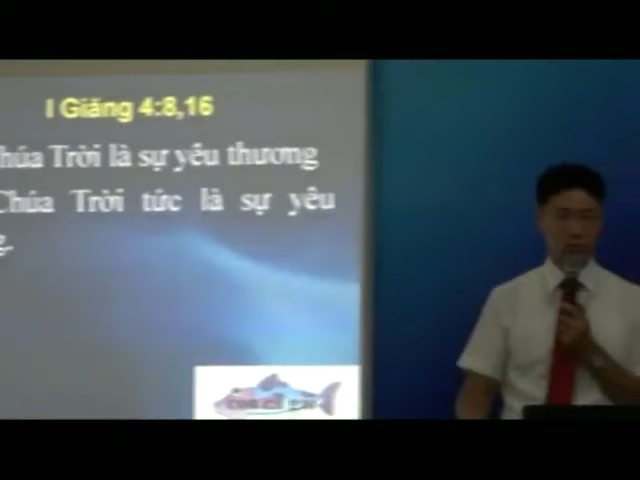 I Giăng 4:8,16
húa Trời là sự yêu thương
Chúa Trời tức là sự yêu
g.